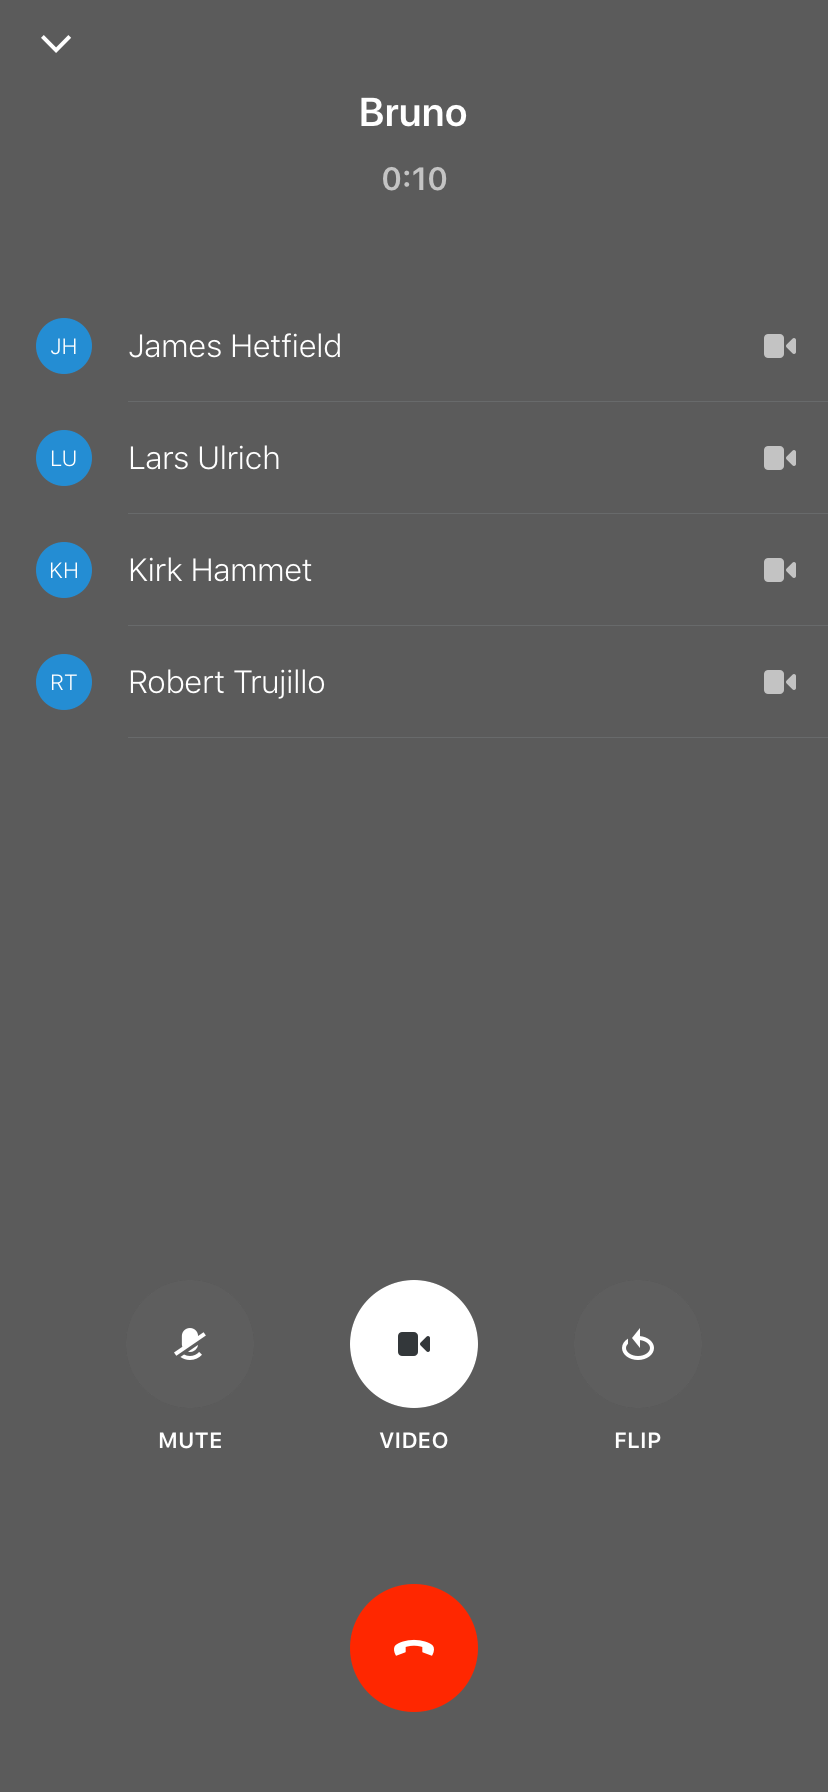 Bruno
0:10
JH James Hetfield
LU Lars Ulrich
KH Kirk Hammet
RT Robert Trujillo
MUTE VIDEO FLIP